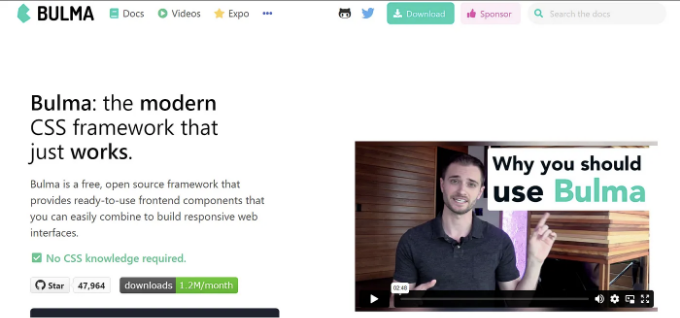 BULMA Docs Videos Expo ••• Download Sponsor Search the docs
Bulma: the modern
CSS framework that
just works.
Bulma is a free, open source framework that
provides ready-to-use frontend components that
you can easily combine to build responsive web
interfaces.
No CSS knowledge required.
Star 47,964 downloads 1.2M/month
Why you should
use Bulma
02:48